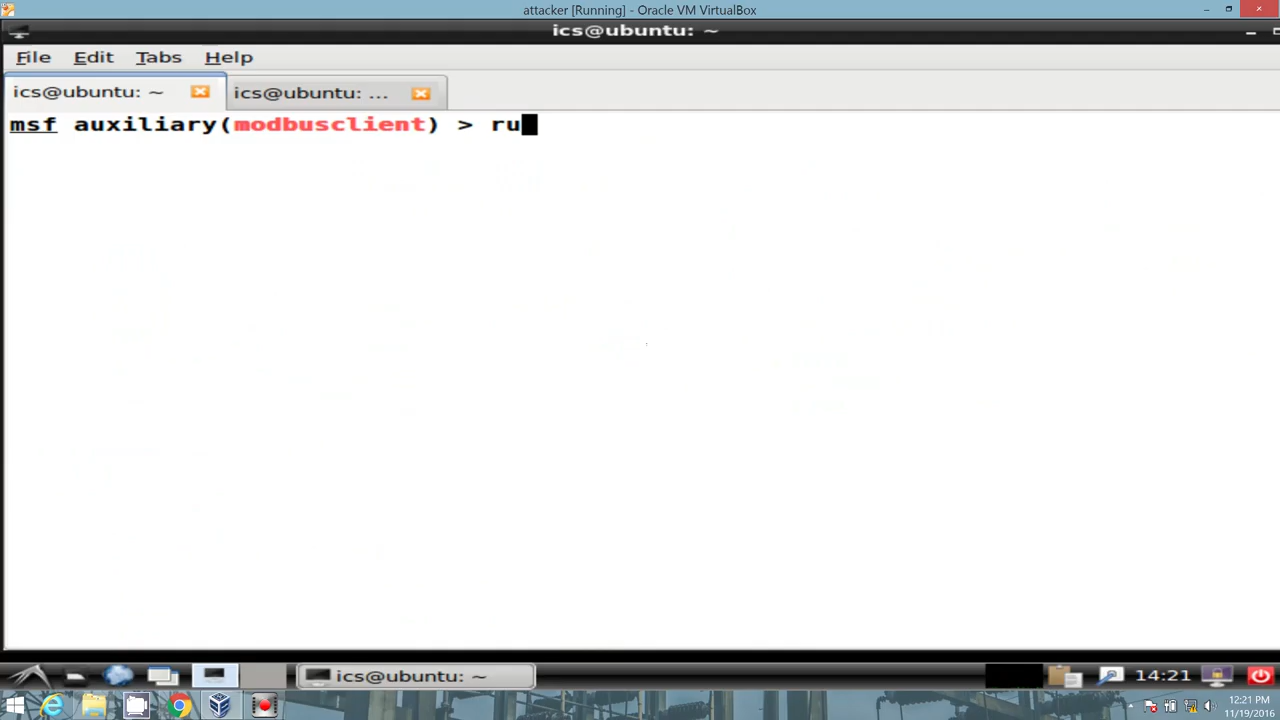 attacker [Running] - Oracle VM VirtualBox
ics@ubuntu: ~
File Edit Tabs Help
ics@ubuntu: ~
ics@ubuntu: ...
msf auxiliary(modbusclient) > ru
ics@ubuntu: ~
14:21
12:21 PM
11/19/2016